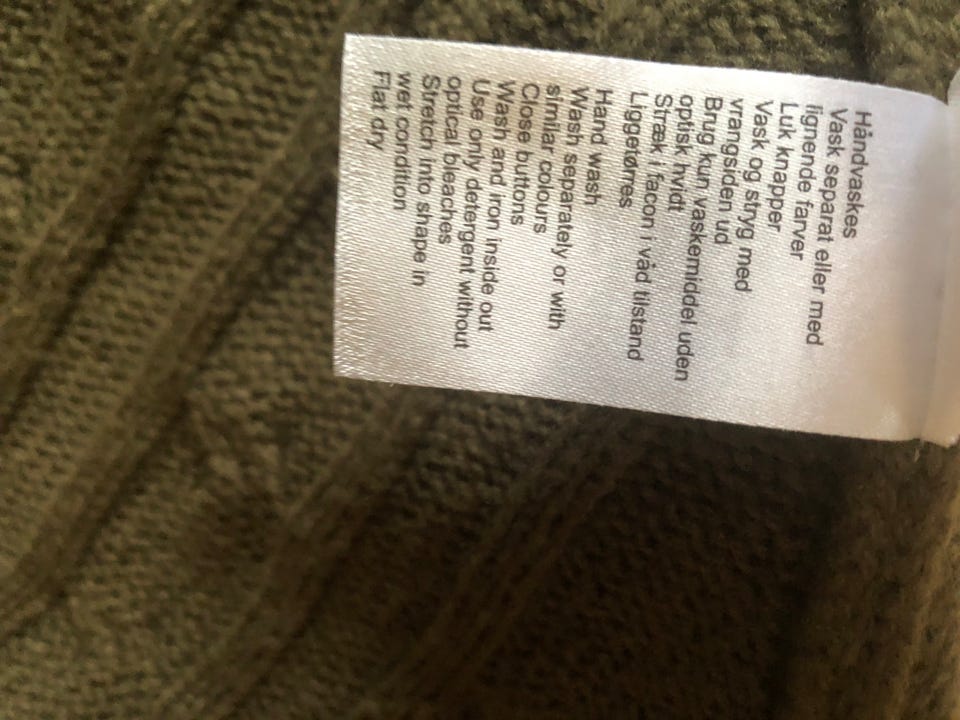 Håndvaskes
Vask separat eller med
lignende farver
Luk knapper
Vask og stryg med
vrangsiden ud
Brug kun vaskemiddel uden
optisk hvidt
Stræk i facon i våd tilstand
Liggetørres
Hand wash
Wash separately or with
similar colours
Close buttons
Wash and iron inside out
Use only detergent without
optical bleaches
Stretch into shape in
wet condition
Flat dry